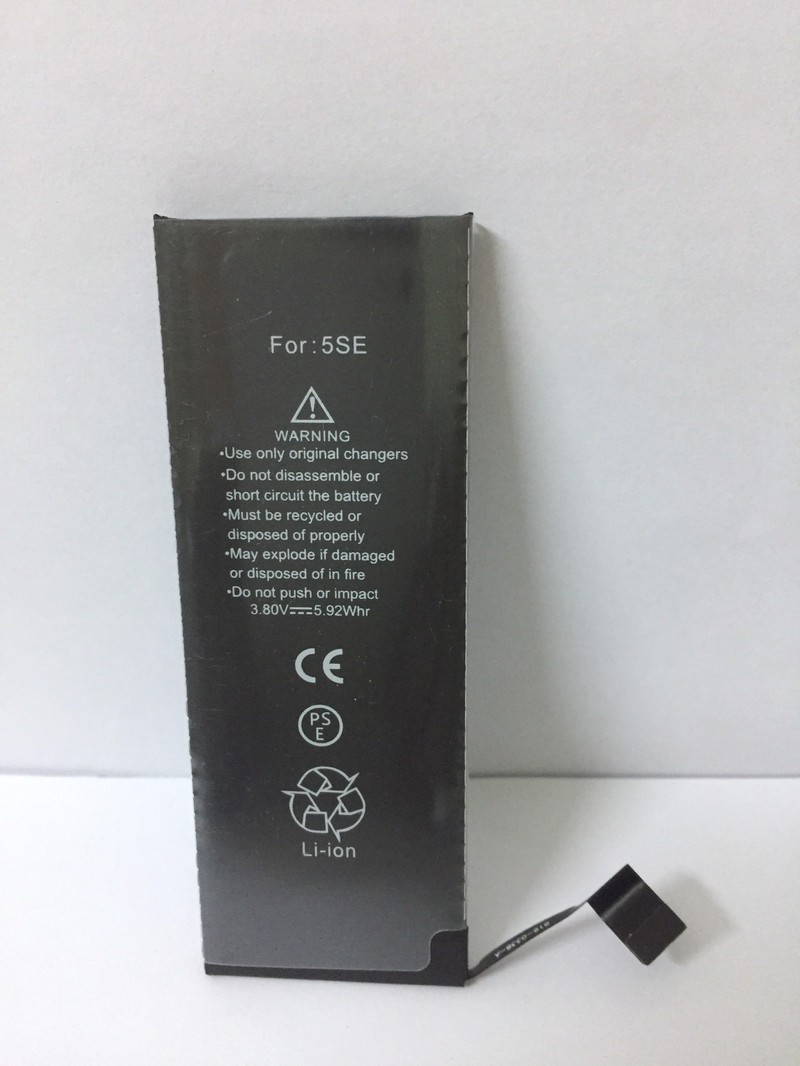 For:5SE
WARNING
•Use only original changers
•Do not disassemble or
short circuit the battery
•Must be recycled or
disposed of properly
•May explode if damaged
or disposed of in fire
•Do not push or impact
3.80V⎓5.92Whr
CE
PS
E
Li-ion